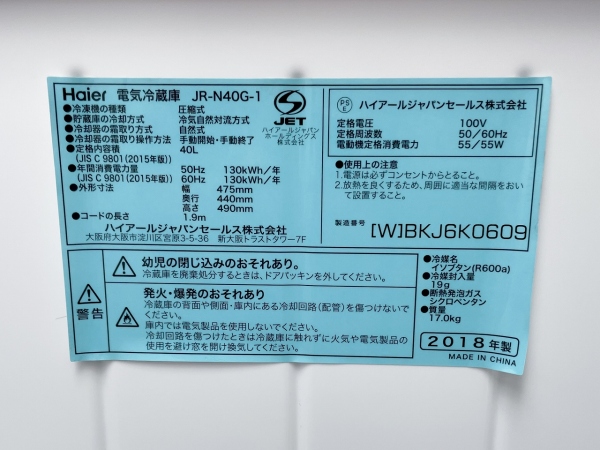 Haier 電気冷蔵庫 JR-N40G-1
●冷凍機の種類 圧縮式
●貯蔵庫の冷却方式 冷気自然対流方式
●冷却器の霜取り方式 自然式
●冷却器の霜取り操作方法 手動開始・手動終了
●定格内容積 40L
(JIS C 9801(2015年版))
●年間消費電力量 50Hz 130kWh/年
(JIS C 9801(2015年版)) 60Hz 130kWh/年
●外形寸法 幅 475mm
奥行 440mm
高さ 490mm
●コードの長さ 1.9m
ハイアールジャパンセールス株式会社
大阪府大阪市淀川区宮原3-5-36 新大阪トラストタワー7F
S
JET
ハイアールジャパン
ホールディングス
株式会社
PS
E
ハイアールジャパンセールス株式会社
定格電圧 100V
定格周波数 50/60Hz
電動機定格消費電力 55/55W
●使用上の注意
1.電源は必ずコンセントからとること。
2.放熱を良くするため、周囲に適当な間隔をおいて設置すること。
製造番号 [W]BKJ6K0609
警告
幼児の閉じ込みのおそれあり。
冷蔵庫を廃棄処分するときは、ドアパッキンを外してください。
発火・爆発のおそれあり
冷蔵庫の背面や側面・庫内にある冷却回路(配管)を傷つけないでください。
庫内では電気製品を使用しないでください。
冷却回路を傷つけたときは冷蔵庫に触れずに火気や電気製品の使用を避け窓を開け換気してください。
●冷媒名
イソブタン(R600a)
●冷媒封入量
19g
●断熱発泡ガス
シクロペンタン
●質量
17.0kg
2018年製
MADE IN CHINA